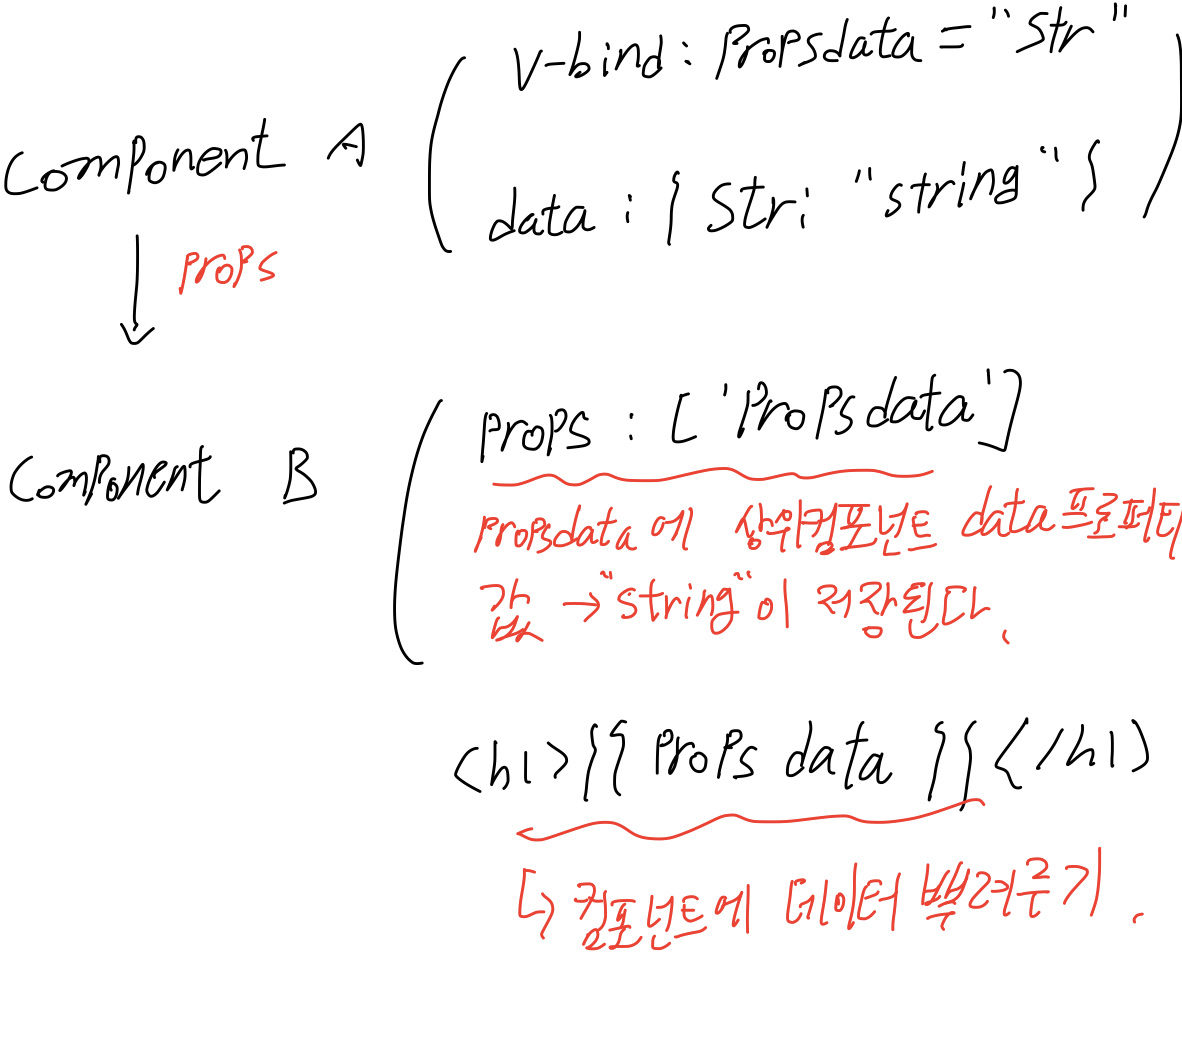 v-bind : Propsdata = "Str"
Component A
data : { Str : "string" }
props
props : ['Propsdata']
Component B
propsdata에 상위컴포넌트 data프로퍼티
값 → "string"이 저장된다.
<h1>{{ Props data }}</h1>
↳ 컴포넌트에 데이터 뿌려주기.